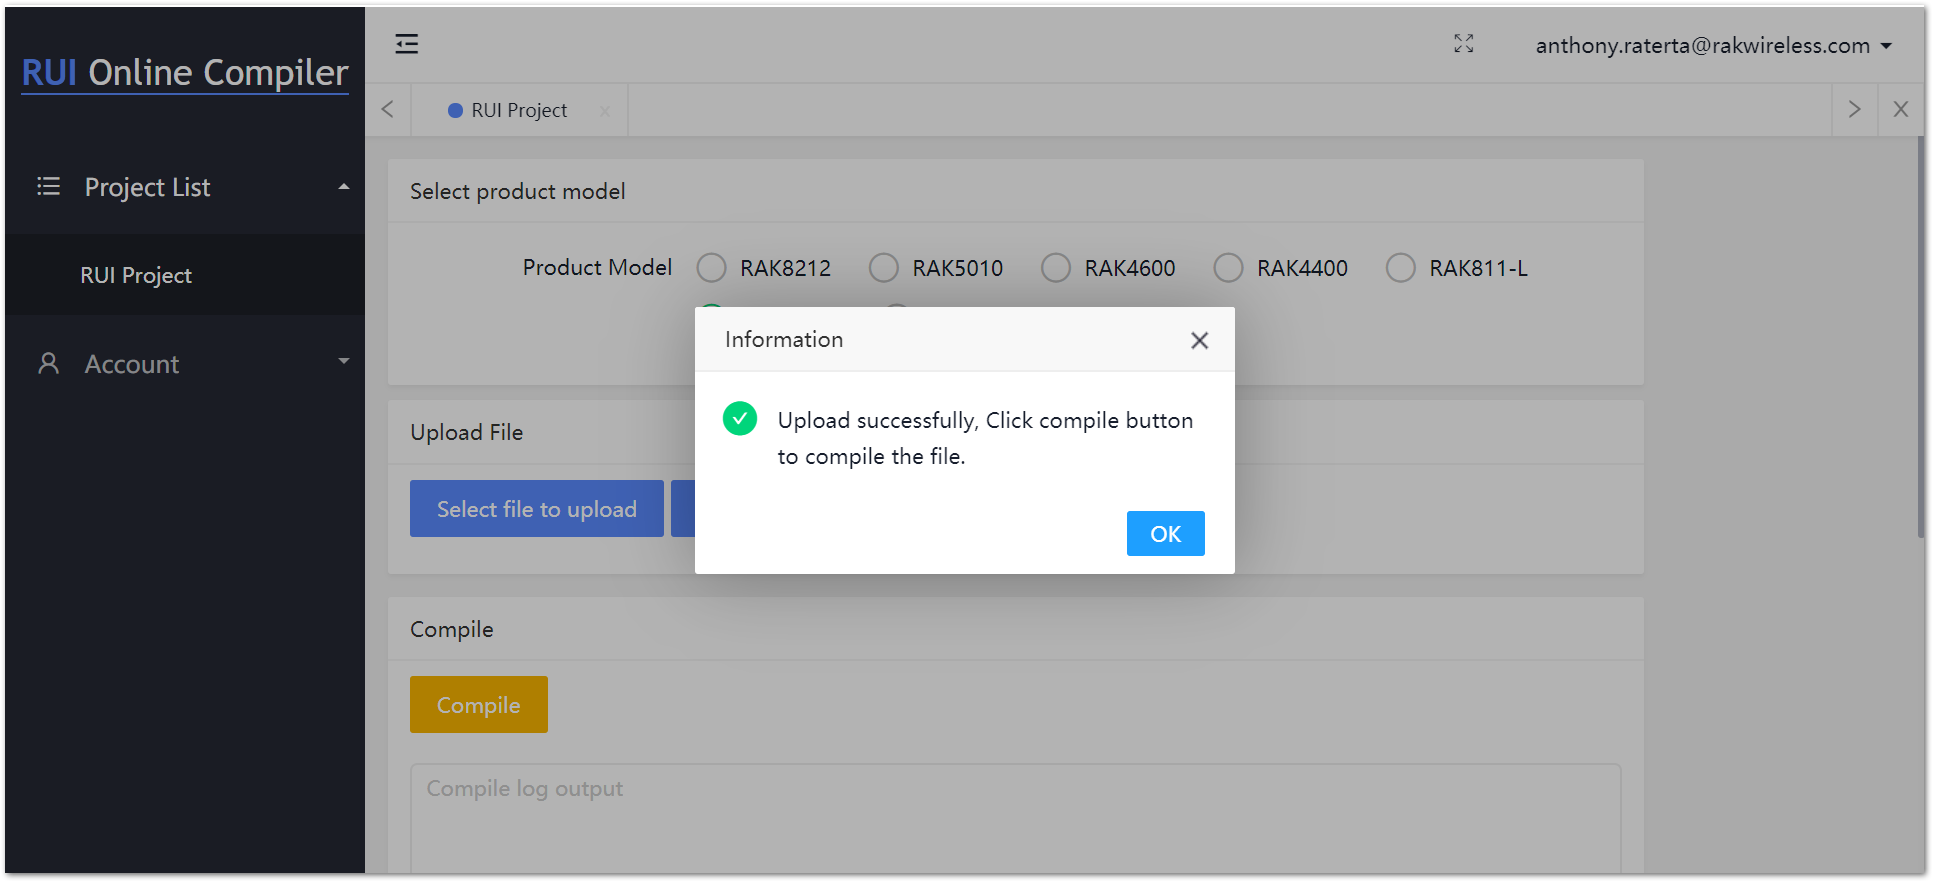 RUI Online Compiler
anthony.raterta@rakwireless.com
RUI Project
Project List
RUI Project
Account
Select product model
Product Model RAK8212 RAK5010 RAK4600 RAK4400 RAK811-L
Information
Upload successfully, Click compile button
to compile the file.
OK
Upload File
Select file to upload
Compile
Compile
Compile log output